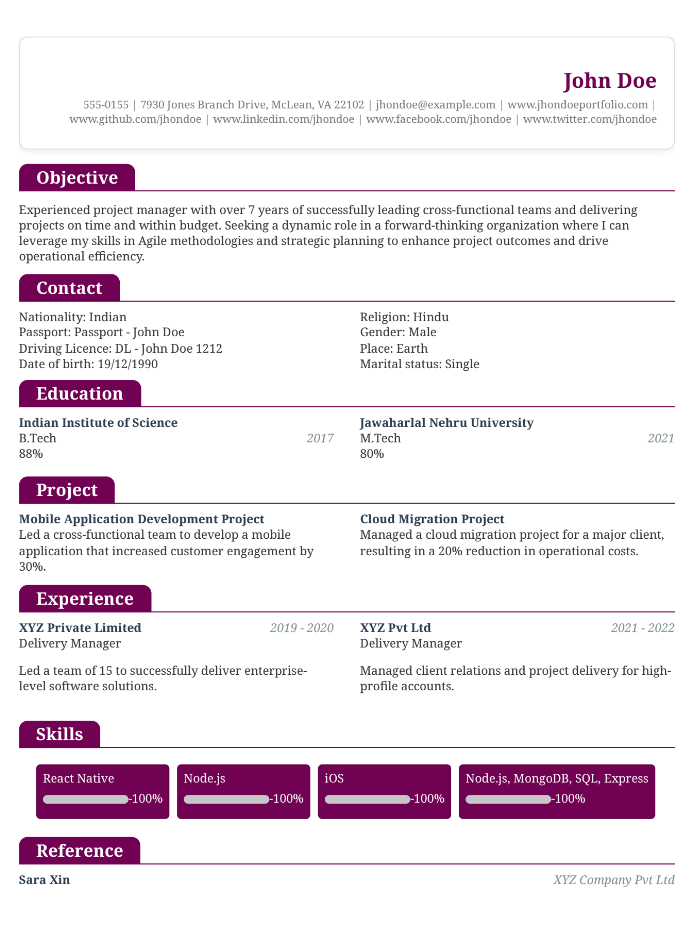 John Doe
555-0155 | 7930 Jones Branch Drive, McLean, VA 22102 | jhondoe@example.com | www.jhondoeportfolio.com |
www.github.com/jhondoe | www.linkedin.com/jhondoe | www.facebook.com/jhondoe | www.twitter.com/jhondoe
Objective
Experienced project manager with over 7 years of successfully leading cross-functional teams and delivering
projects on time and within budget. Seeking a dynamic role in a forward-thinking organization where I can
leverage my skills in Agile methodologies and strategic planning to enhance project outcomes and drive
operational efficiency.
Contact
Nationality: Indian
Passport: Passport - John Doe
Driving Licence: DL - John Doe 1212
Date of birth: 19/12/1990
Religion: Hindu
Gender: Male
Place: Earth
Marital status: Single
Education
Indian Institute of Science
B.Tech 2017
88%
Jawaharlal Nehru University
M.Tech 2021
80%
Project
Mobile Application Development Project
Led a cross-functional team to develop a mobile
application that increased customer engagement by
30%.
Cloud Migration Project
Managed a cloud migration project for a major client,
resulting in a 20% reduction in operational costs.
Experience
XYZ Private Limited 2019 - 2020
Delivery Manager
Led a team of 15 to successfully deliver enterprise-
level software solutions.
XYZ Pvt Ltd 2021 - 2022
Delivery Manager
Managed client relations and project delivery for high-
profile accounts.
Skills
React Native
-100%
Node.js
-100%
iOS
-100%
Node.js, MongoDB, SQL, Express
-100%
Reference
Sara Xin XYZ Company Pvt Ltd